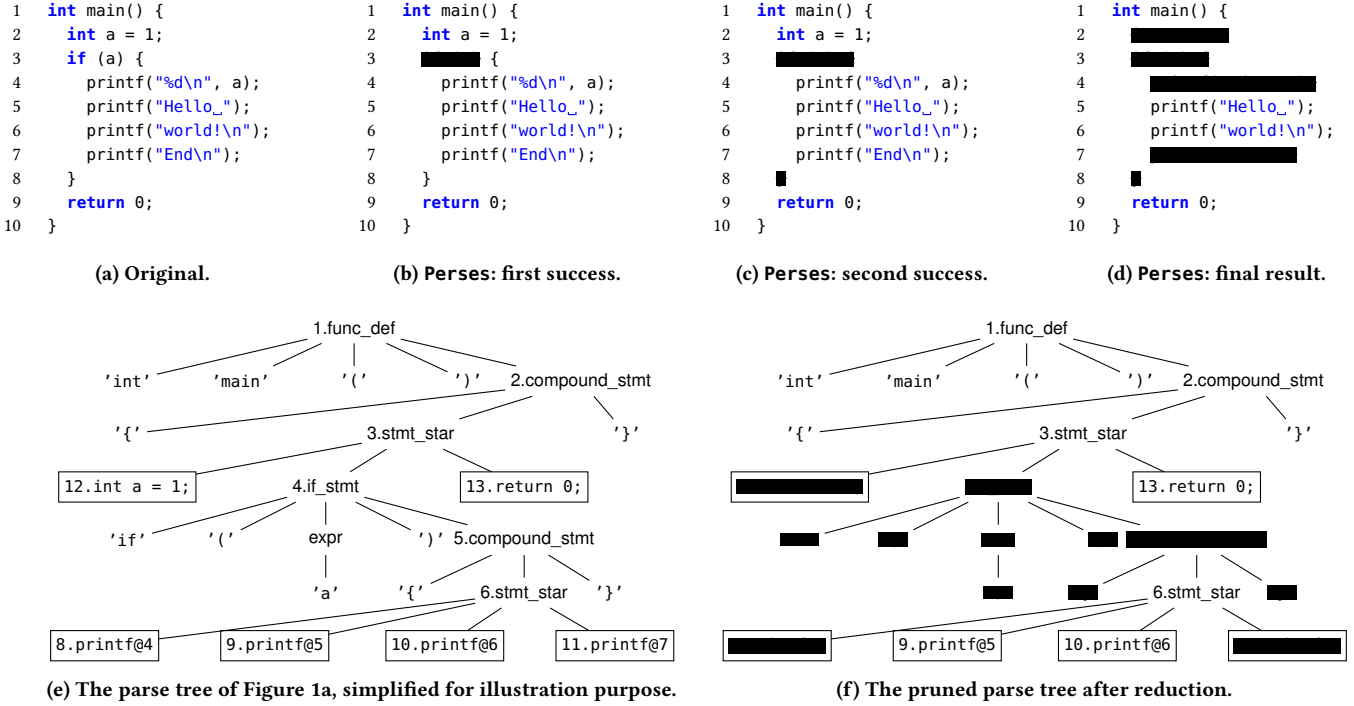 1 int main() {
2 int a = 1;
3 if (a) {
4 printf("%d\n", a);
5 printf("Hello␣");
6 printf("world!\n");
7 printf("End\n");
8 }
9 return 0;
10 }
(a) Original.
1 int main() {
2 int a = 1;
3 {
4 printf("%d\n", a);
5 printf("Hello␣");
6 printf("world!\n");
7 printf("End\n");
8 }
9 return 0;
10 }
(b) Perses: first success.
1 int main() {
2 int a = 1;
3
4 printf("%d\n", a);
5 printf("Hello␣");
6 printf("world!\n");
7 printf("End\n");
8
9 return 0;
10 }
(c) Perses: second success.
1 int main() {
2
3
4
5 printf("Hello␣");
6 printf("world!\n");
7
8
9 return 0;
10 }
(d) Perses: final result.
1.func_def
'int' 'main' '(' ')' 2.compound_stmt
'{' 3.stmt_star '}'
12.int a = 1; 4.if_stmt 13.return 0;
'if' '(' expr ')' 5.compound_stmt
'a' '{' 6.stmt_star '}'
8.printf@4 9.printf@5 10.printf@6 11.printf@7
(e) The parse tree of Figure 1a, simplified for illustration purpose.
1.func_def
'int' 'main' '(' ')' 2.compound_stmt
'{' 3.stmt_star '}'
13.return 0;
6.stmt_star
9.printf@5 10.printf@6
(f) The pruned parse tree after reduction.